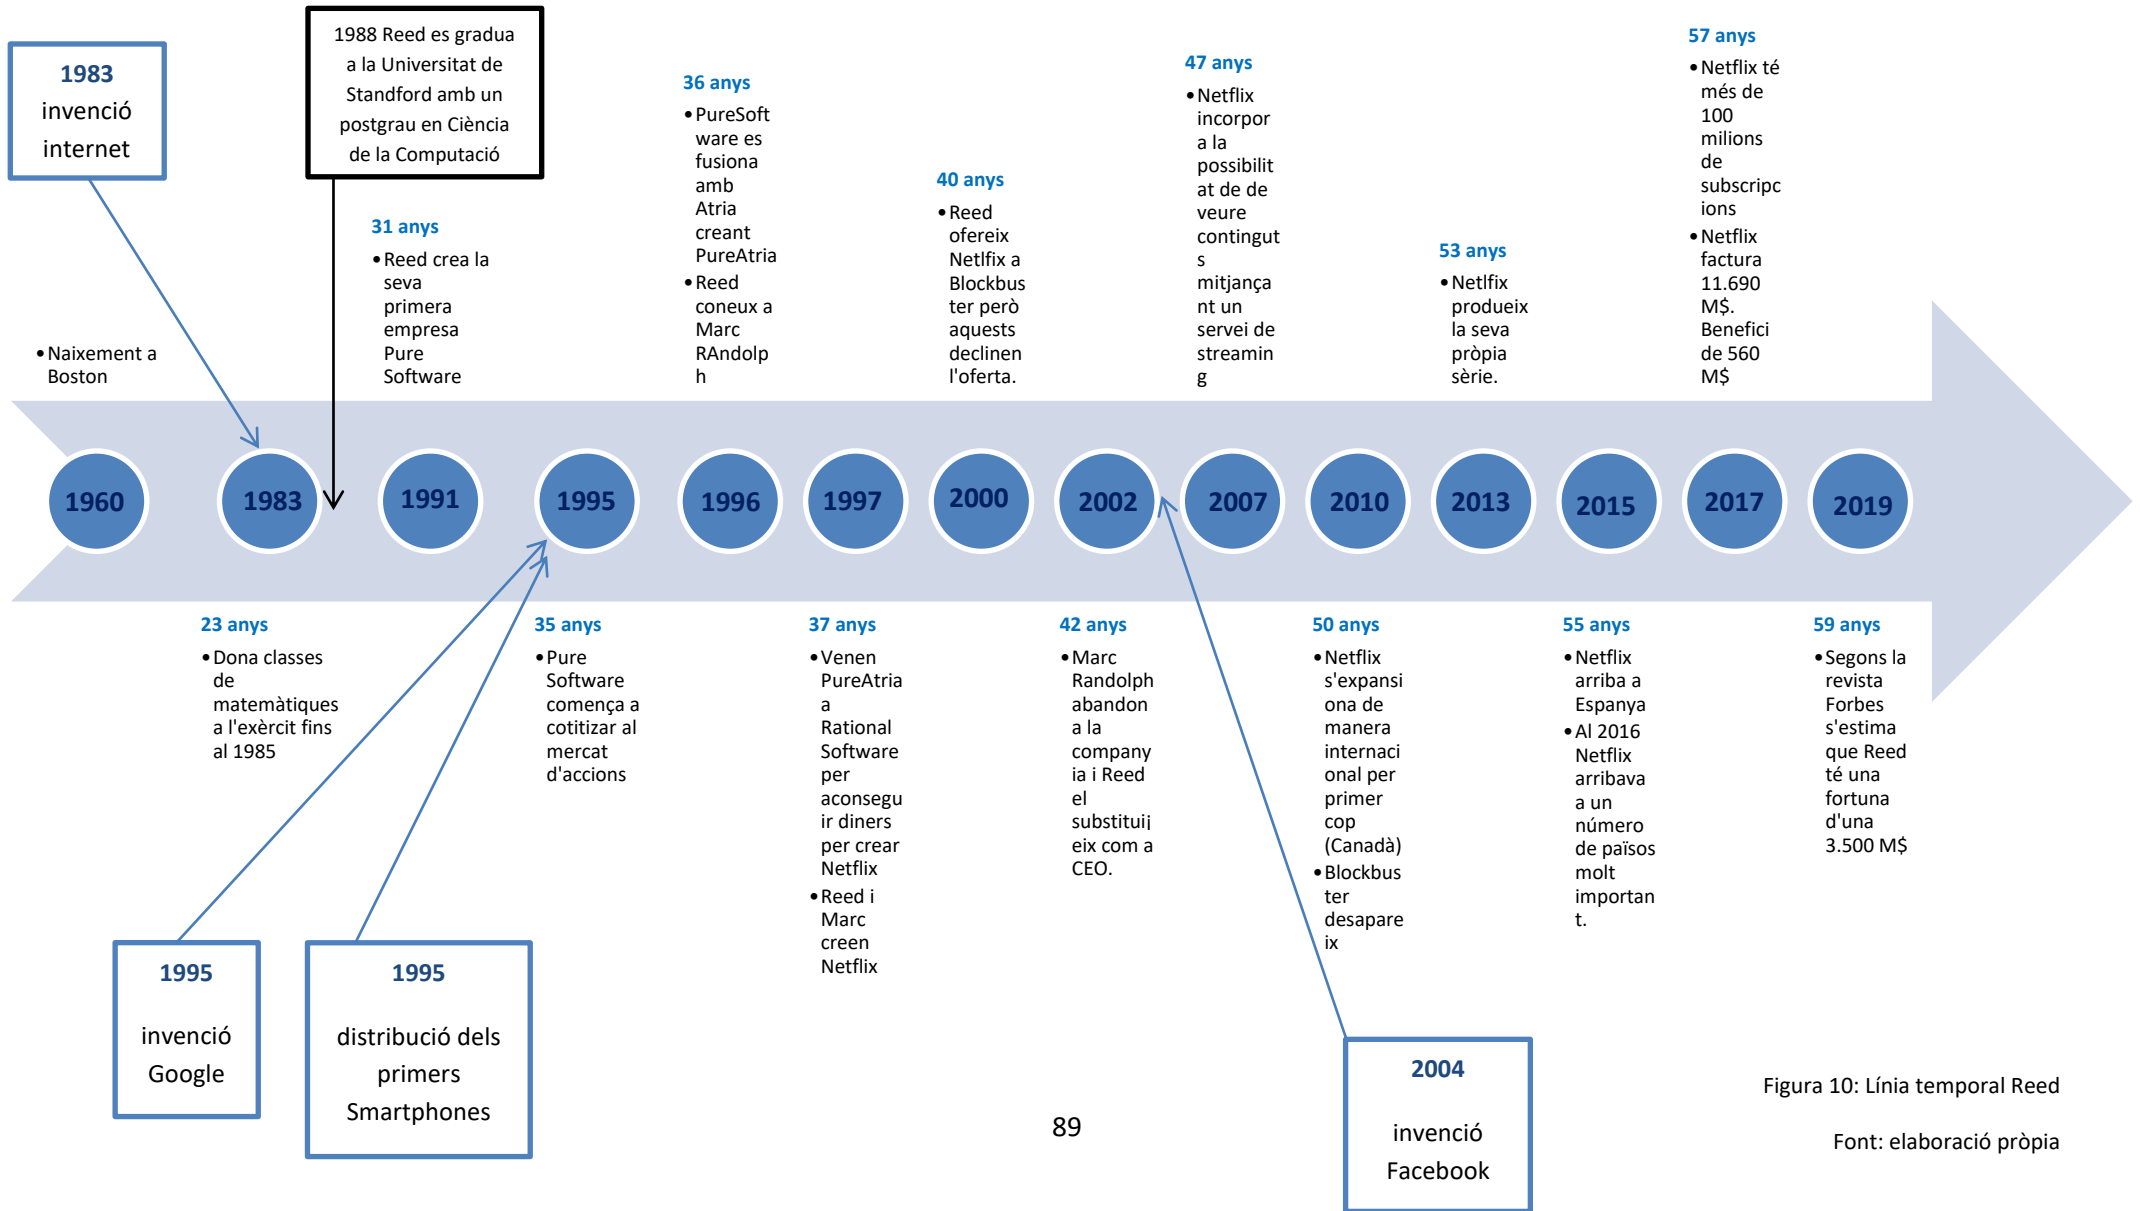 1983
invenció
internet
1988 Reed es gradua
a la Universitat de
Standford amb un
postgrau en Ciència
de la Computació
•Naixement a
Boston
31 anys
•Reed crea la
seva
primera
empresa
Pure
Software
36 anys
•PureSoft
ware es
fusiona
amb
Atria
creant
PureAtria
•Reed
coneux a
Marc
RAndolp
h
40 anys
•Reed
ofereix
Netlfix a
Blockbus
ter però
aquests
declinen
l'oferta.
47 anys
•Netflix
incorpor
a la
possibilit
at de de
veure
contingut
s
mitjança
nt un
servei de
streamin
g
53 anys
•Netlfix
produeix
la seva
pròpia
sèrie.
57 anys
•Netflix té
més de
100
milions
de
subscripc
ions
•Netflix
factura
11.690
M$.
Benefici
de 560
M$
1960
1983
1991
1995
1996
1997
2000
2002
2007
2010
2013
2015
2017
2019
23 anys
•Dona classes
de
matemàtiques
a l'exèrcit fins
al 1985
35 anys
•Pure
Software
comença a
cotitizar al
mercat
d'accions
37 anys
•Venen
PureAtria
a
Rational
Software
per
aconsegu
ir diners
per crear
Netflix
•Reed i
Marc
creen
Netflix
42 anys
•Marc
Randolph
abandon
a la
company
ia i Reed
el
substitui¡
eix com a
CEO.
50 anys
•Netflix
s'expansi
ona de
manera
internaci
onal per
primer
cop
(Canadà)
•Blockbus
ter
desapare
ix
55 anys
•Netflix
arriba a
Espanya
•Al 2016
Netflix
arribava
a un
número
de països
molt
importan
t.
59 anys
•Segons la
revista
Forbes
s'estima
que Reed
té una
fortuna
d'una
3.500 M$
1995
invenció
Google
1995
distribució dels
primers
Smartphones
2004
invenció
Facebook
89
Figura 10: Línia temporal Reed
Font: elaboració pròpia